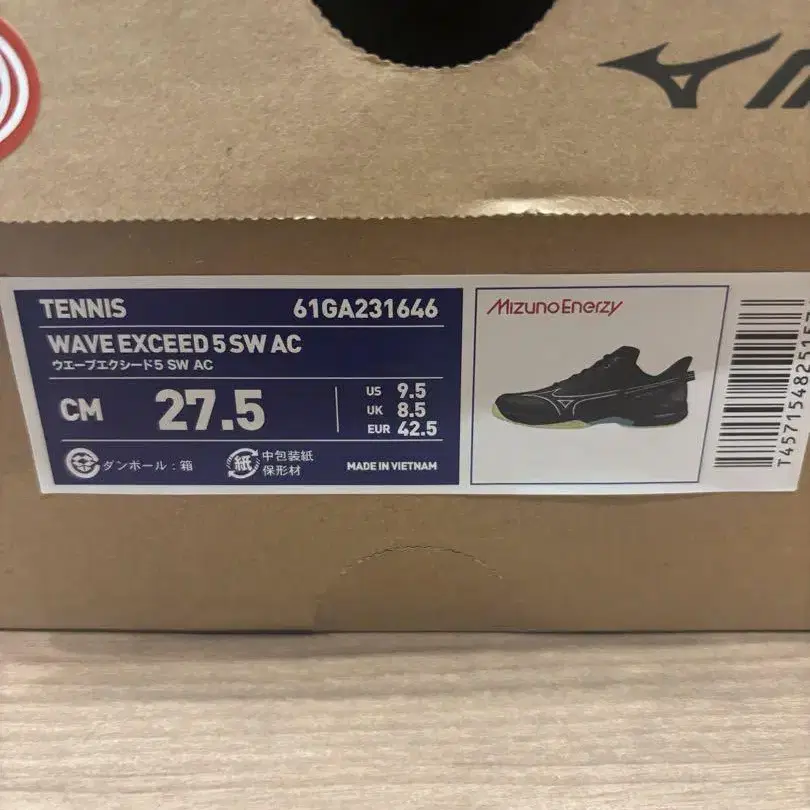 TENNIS 61GA231646
WAVE EXCEED 5 SW AC
ウエーブエクシード5 SW AC
CM 27.5
US 9.5
UK 8.5
EUR 42.5
ダンボール：箱
紙 中包装紙
保形材
MADE IN VIETNAM
Mizuno Enerzy